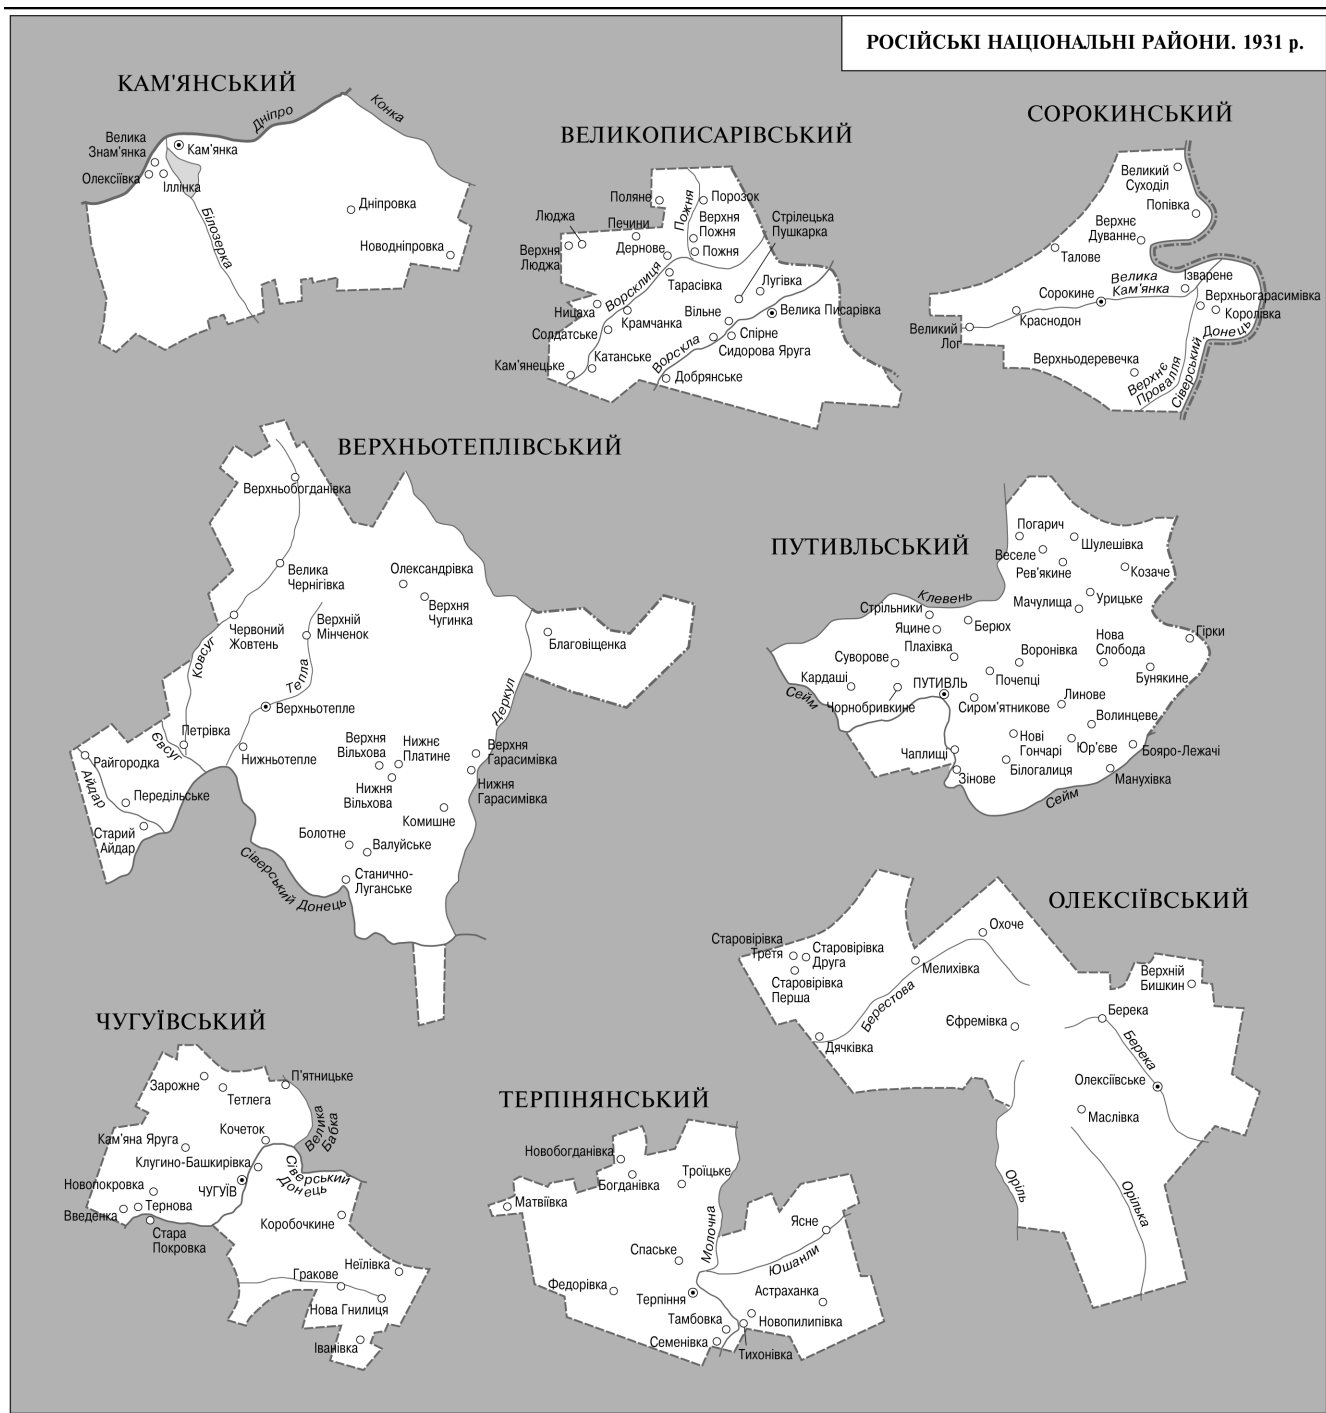 РОСІЙСЬКІ НАЦІОНАЛЬНІ РАЙОНИ. 1931 р.
КАМ'ЯНСЬКИЙ
Дніпро
Конка
Велика
Знам'янка
Кам'янка
Олексіївка
Іллінка
Білозерка
Дніпровка
Новодніпровка
ВЕЛИКОПИСАРІВСЬКИЙ
Поляне
Порозок
Пожня
Люджа
Печини
Верхня
Пожня
Стрілецька
Пушкарка
Верхня
Люджа
Дернове
Пожня
Ворсклиця
Тарасівка
Лугівка
Ницаха
Крамчанка
Вільне
Велика Писарівка
Солдатське
Спірне
Сидорова Яруга
Кам'янецьке
Катанське
Ворскла
Добрянське
СОРОКИНСЬКИЙ
Великий
Суходіл
Попівка
Верхнє
Дуванне
Талове
Велика
Кам'янка
Ізварене
Сорокине
Верхньогарасимівка
Королівка
Краснодон
Великий
Лог
Верхньодеревечка
Верхнє
Провалля
Сіверський Донець
ВЕРХНЬОТЕПЛІВСЬКИЙ
Верхньобогданівка
Велика
Чернігівка
Олександрівка
Верхня
Чугинка
Червоний
Жовтень
Верхній
Мінченок
Благовіщенка
Ковсуг
Тепла
Деркул
Верхньотепле
Петрівка
Євсуг
Нижньотепле
Верхня
Вільхова
Нижнє
Платине
Верхня
Гарасимівка
Райгородка
Айдар
Передільське
Нижня
Вільхова
Нижня
Гарасимівка
Комишне
Старий
Айдар
Болотне
Валуйське
Станично-
Луганське
Сіверський Донець
ПУТИВЛЬСЬКИЙ
Погарич
Шулешівка
Веселе
Рев'якине
Козаче
Клевень
Урицьке
Мачулища
Стрільники
Яцине
Берюх
Гірки
Плахівка
Нова
Слобода
Суворове
Воронівка
Кардаші
Почепці
Бунякине
ПУТИВЛЬ
Сейм
Чорнобривкине
Сиром'ятникове
Линове
Волинцеве
Нові
Гончарі
Юр'єве
Бояро-Лежачі
Чаплищі
Білогалиця
Зінове
Манухівка
Сейм
ОЛЕКСІЇВСЬКИЙ
Охоче
Старовірівка
Третя
Старовірівка
Друга
Мелихівка
Верхній
Бишкин
Старовірівка
Перша
Берестова
Єфремівка
Берека
Дячківка
Берека
Олексіївське
Маслівка
Оріль
Орілька
ЧУГУЇВСЬКИЙ
Зарожне
П'ятницьке
Тетлега
Велика
Бабка
Кочеток
Кам'яна Яруга
Клугино-Башкирівка
Сіверський
Донець
Новопокровка
ЧУГУЇВ
Введенка
Тернова
Коробочкине
Стара
Покровка
Неїлівка
Гракове
Нова Гнилиця
Іванівка
ТЕРПІНЯНСЬКИЙ
Новобогданівка
Троїцьке
Богданівка
Матвіївка
Молочна
Ясне
Спаське
Юшанли
Федорівка
Терпіння
Астраханка
Тамбовка
Новопилипівка
Семенівка
Тихонівка